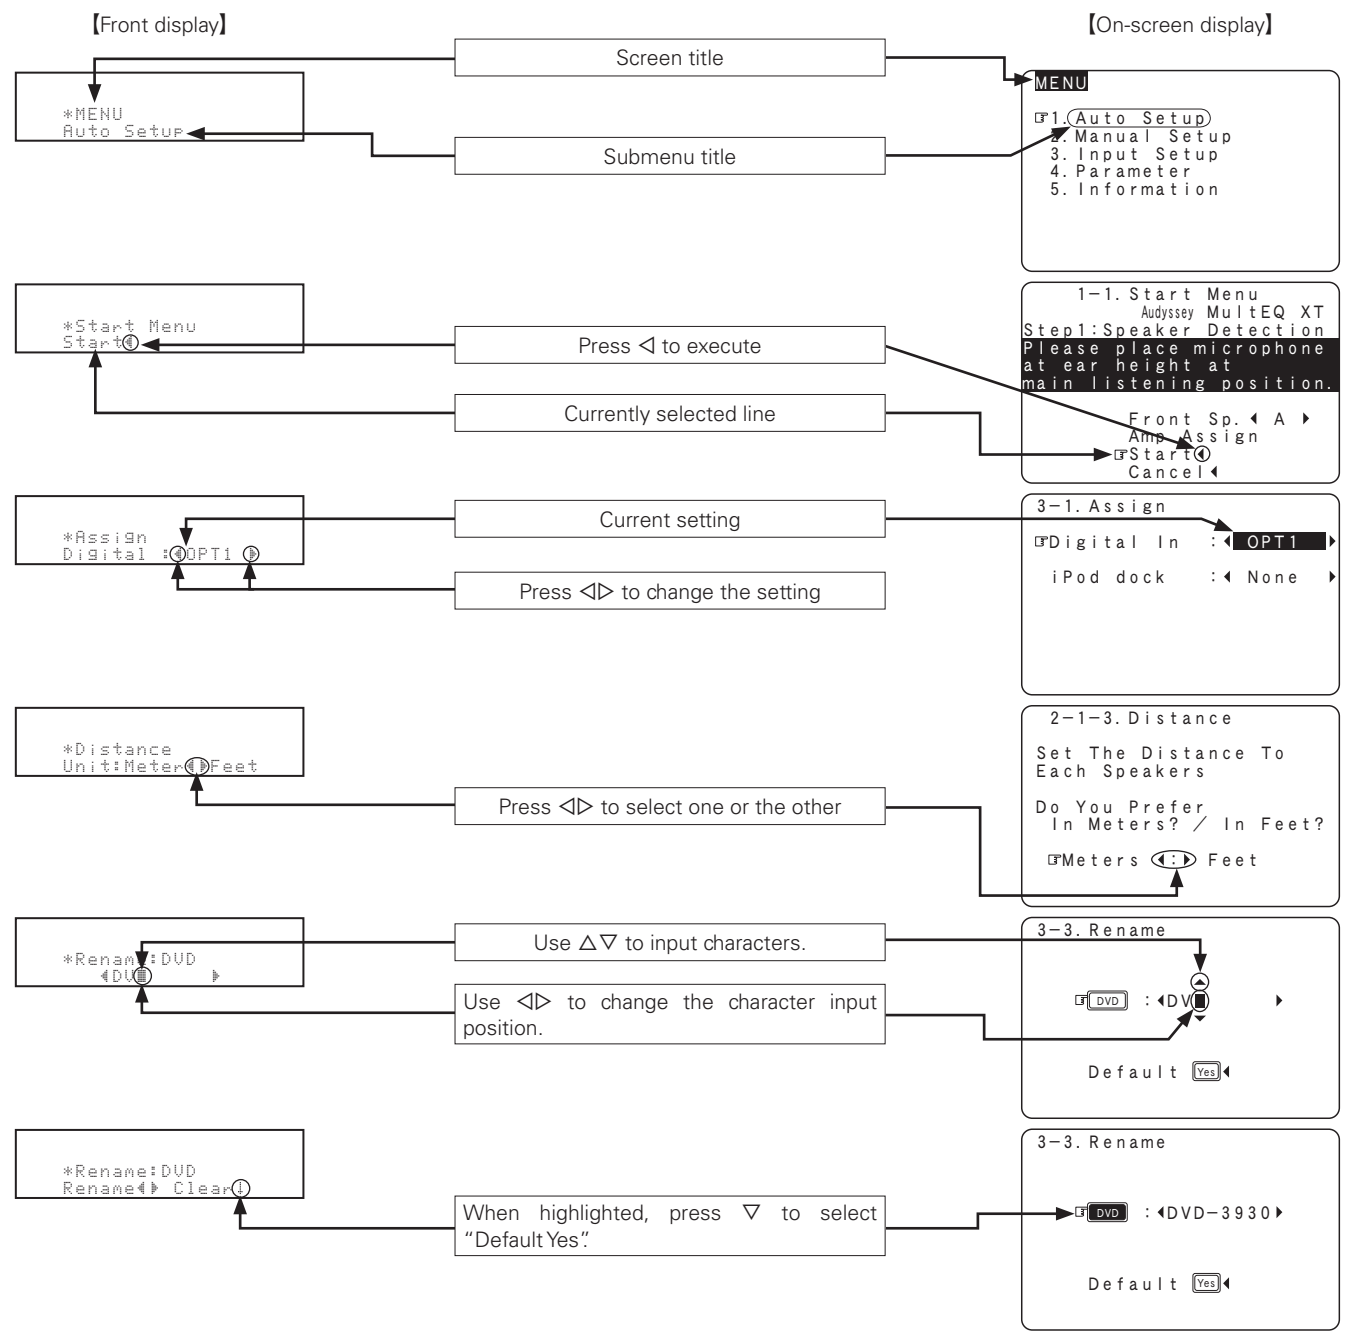 【Front display】
【On-screen display】
Screen title
*MENU
Auto Setup
Submenu title
MENU
☞1. Auto Setup
2. Manual Setup
3. Input Setup
4. Parameter
5. Information
*Start Menu
Start◀
Press ◁ to execute
Currently selected line
1-1. Start Menu
Audyssey MultEQ XT
Step1:Speaker Detection
Please place microphone
at ear height at
main listening position.
Front Sp.◀ A ▶
Amp Assign
☞Start◀
Cancel◀
*Assign
Digital :◀OPT1 ▶
Current setting
Press ◁▷ to change the setting
3-1. Assign
☞Digital In :◀ OPT1 ▶
iPod dock :◀ None ▶
*Distance
Unit:Meter◀▶Feet
Press ◁▷ to select one or the other
2-1-3. Distance
Set The Distance To
Each Speakers
Do You Prefer
In Meters? / In Feet?
☞Meters ◀:▶ Feet
*Rename:DVD
◀DV■ ▶
Use △▽ to input characters.
Use ◁▷ to change the character input
position.
3-3. Rename
☞DVD :◀DV■ ▶
Default Yes◀
*Rename:DVD
Rename◀▶ Clear↓
When highlighted, press ▽ to select
“Default Yes”.
3-3. Rename
☞DVD :◀DVD-3930▶
Default Yes◀